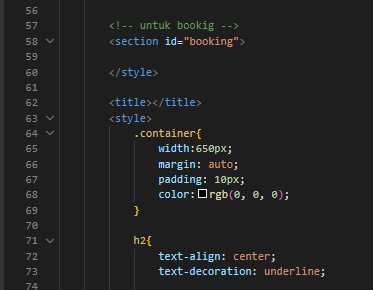 56
57 <!-- untuk bookig -->
58 <section id="booking">
59
60 </style>
61
62 <title></title>
63 <style>
64 .container{
65 width:650px;
66 margin: auto;
67 padding: 10px;
68 color:rgb(0, 0, 0);
69 }
70
71 h2{
72 text-align: center;
73 text-decoration: underline;
74